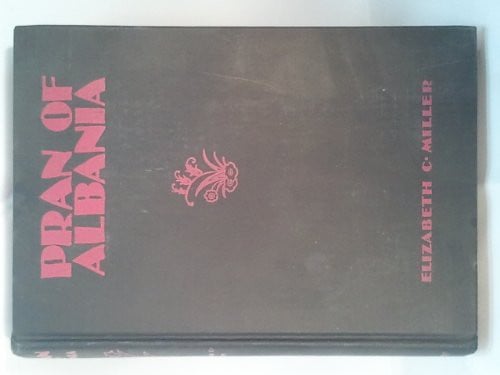 PRAN OF
ALBANIA
ELIZABETH C. MILLER